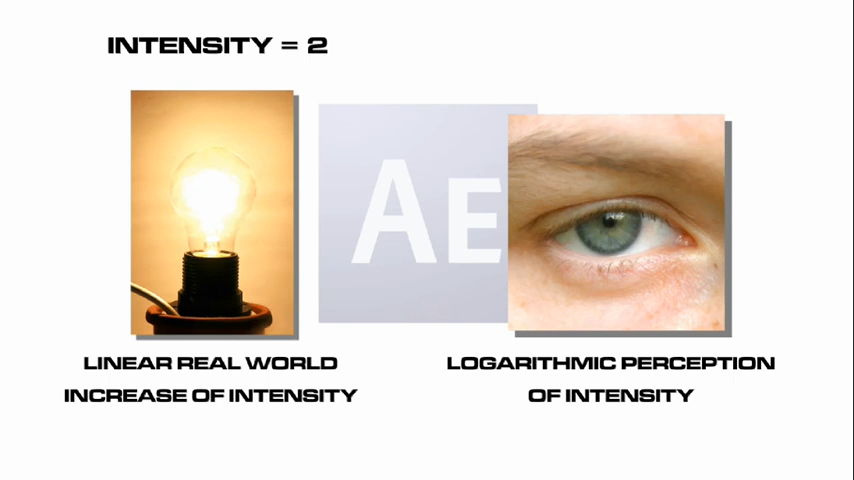 INTENSITY = 2
AE
LINEAR REAL WORLD
INCREASE OF INTENSITY
LOGARITHMIC PERCEPTION
OF INTENSITY